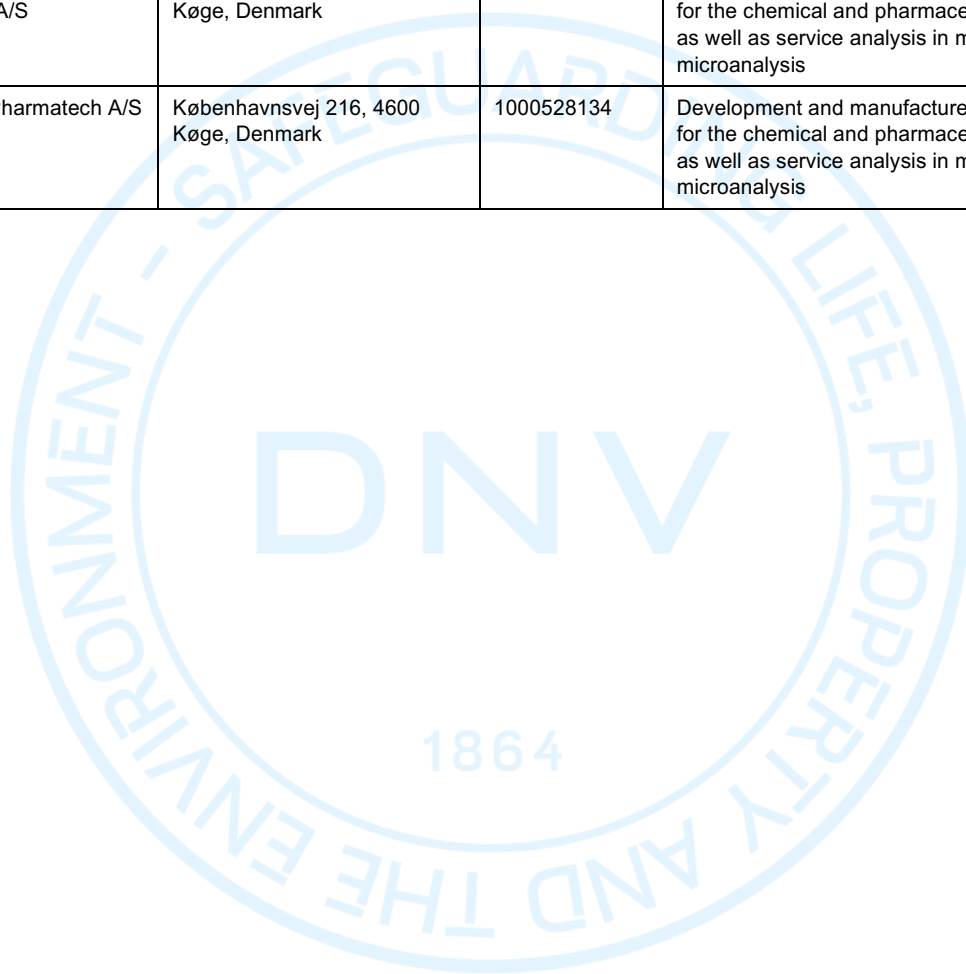 A/S
Køge, Denmark
for the chemical and pharmace
as well as service analysis in m
microanalysis
harmatech A/S
Københavnsvej 216, 4600
Køge, Denmark
1000528134
Development and manufacture
for the chemical and pharmace
as well as service analysis in m
microanalysis
SAFEGUARDING LIFE, PROPERTY AND THE ENVIRONMENT -
DNV
1864